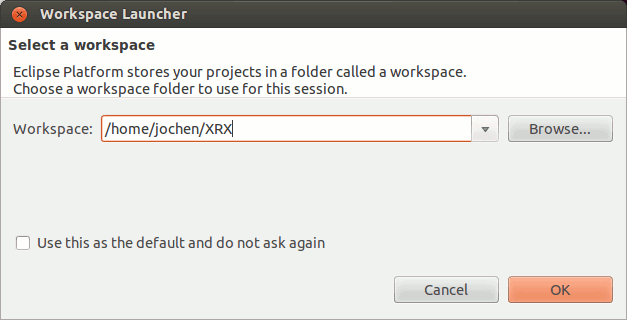 Workspace Launcher
Select a workspace
Eclipse Platform stores your projects in a folder called a workspace.
Choose a workspace folder to use for this session.
Workspace: /home/jochen/XRX Browse...
Use this as the default and do not ask again
Cancel OK